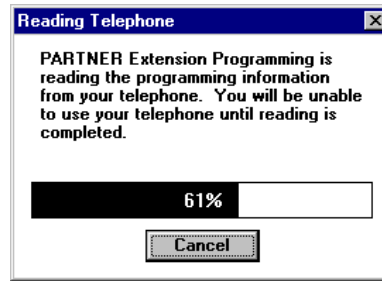 Reading Telephone
PARTNER Extension Programming is
reading the programming information
from your telephone. You will be unable
to use your telephone until reading is
completed.
61%
Cancel